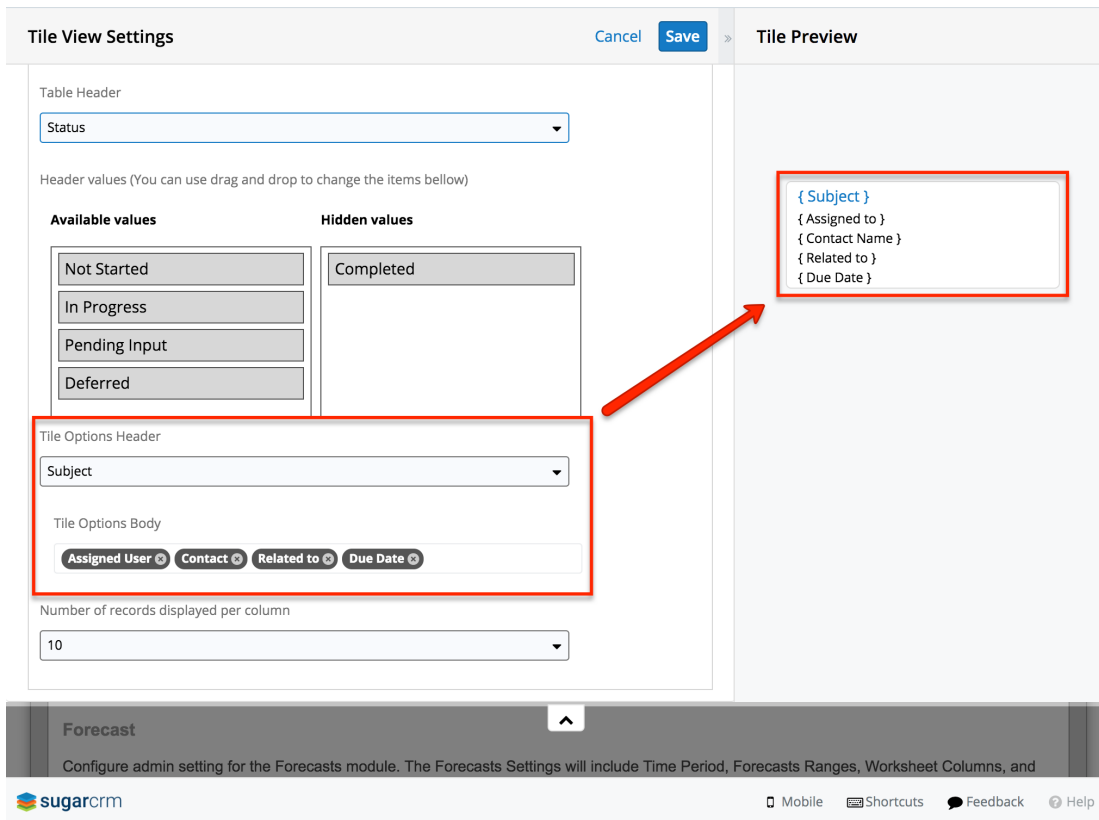 Tile View Settings
Cancel
Save
»
Tile Preview
Table Header
Status
Header values (You can use drag and drop to change the items bellow)
Available values
Hidden values
Not Started
In Progress
Pending Input
Deferred
Completed
Tile Options Header
Subject
Tile Options Body
Assigned User
Contact
Related to
Due Date
Number of records displayed per column
10
{ Subject }
{ Assigned to }
{ Contact Name }
{ Related to }
{ Due Date }
Forecast
Configure admin setting for the Forecasts module. The Forecasts Settings will include Time Period, Forecasts Ranges, Worksheet Columns, and
sugarcrm
Mobile
Shortcuts
Feedback
Help